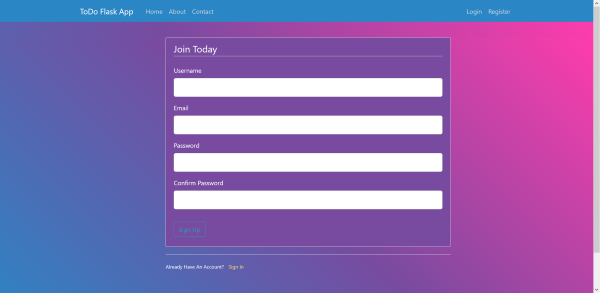 ToDo Flask App Home About Contact Login Register
Join Today
Username
Email
Password
Confirm Password
Sign Up
Already Have An Account? Sign In